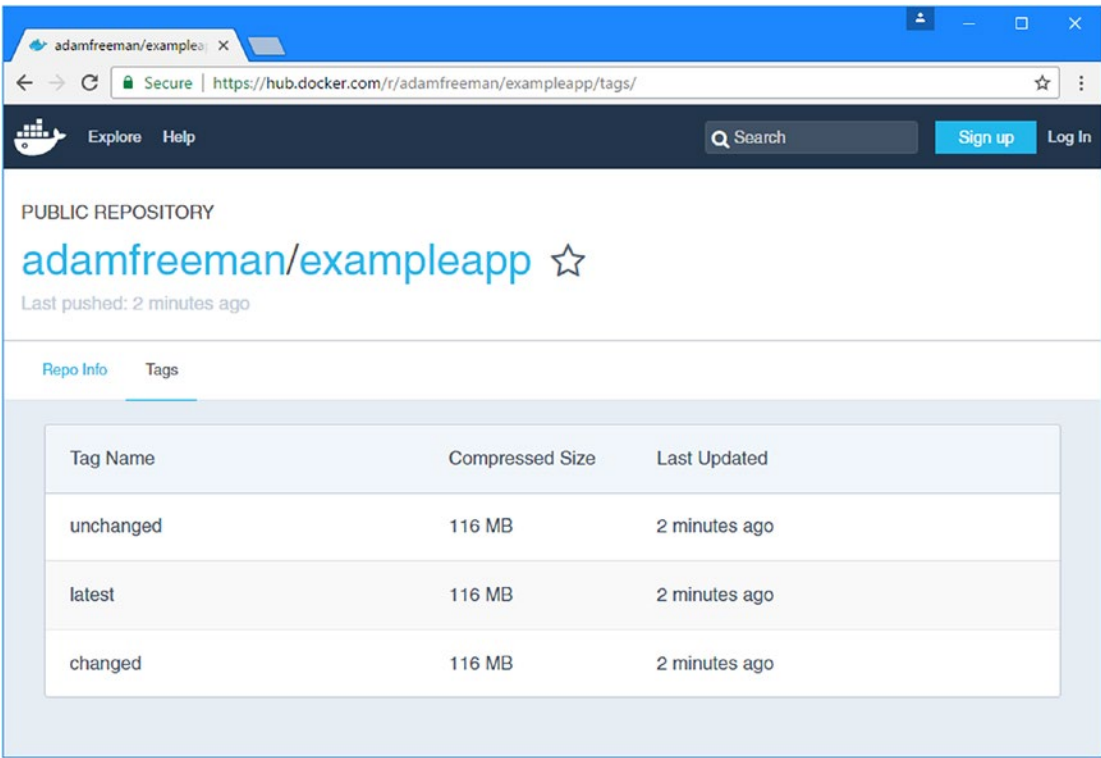 adamfreeman/exampleap
Secure | https://hub.docker.com/r/adamfreeman/exampleapp/tags/
Explore Help Search Sign up Log In
PUBLIC REPOSITORY
adamfreeman/exampleapp
Last pushed: 2 minutes ago
Repo Info Tags
Tag Name Compressed Size Last Updated
unchanged 116 MB 2 minutes ago
latest 116 MB 2 minutes ago
changed 116 MB 2 minutes ago